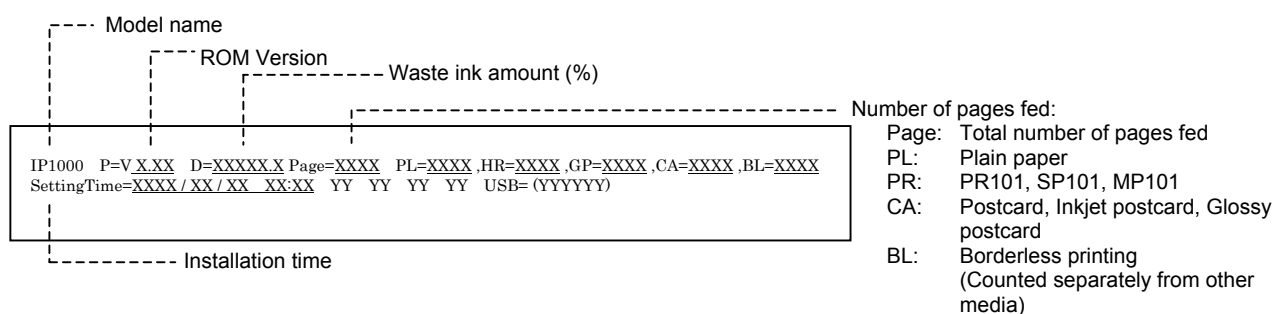 Model name
ROM Version
Waste ink amount (%)
Number of pages fed:
Page: Total number of pages fed
PL: Plain paper
PR: PR101, SP101, MP101
CA: Postcard, Inkjet postcard, Glossy
postcard
BL: Borderless printing
(Counted separately from other
media)
IP1000 P=V X.XX D=XXXXX.X Page=XXXX PL=XXXX ,HR=XXXX ,GP=XXXX ,CA=XXXX ,BL=XXXX
SettingTime=XXXX / XX / XX XX:XX YY YY YY YY USB= (YYYYYY)
Installation time